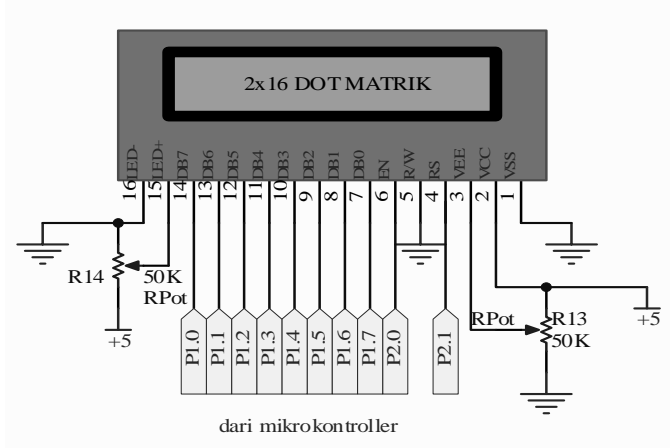 2x16 DOT MATRIK
LED-
LED+
DB7
DB6
DB5
DB4
DB3
DB2
DB1
DB0
EN
R/W
RS
VEE
VCC
VSS
16
15
14
13
12
11
10
9
8
7
6
5
4
3
2
1
R14
50K
RPot
+5
P1.0
P1.1
P1.2
P1.3
P1.4
P1.5
P1.6
P1.7
P2.0
P2.1
RPot
R13
50K
+5
dari mikrokontroller